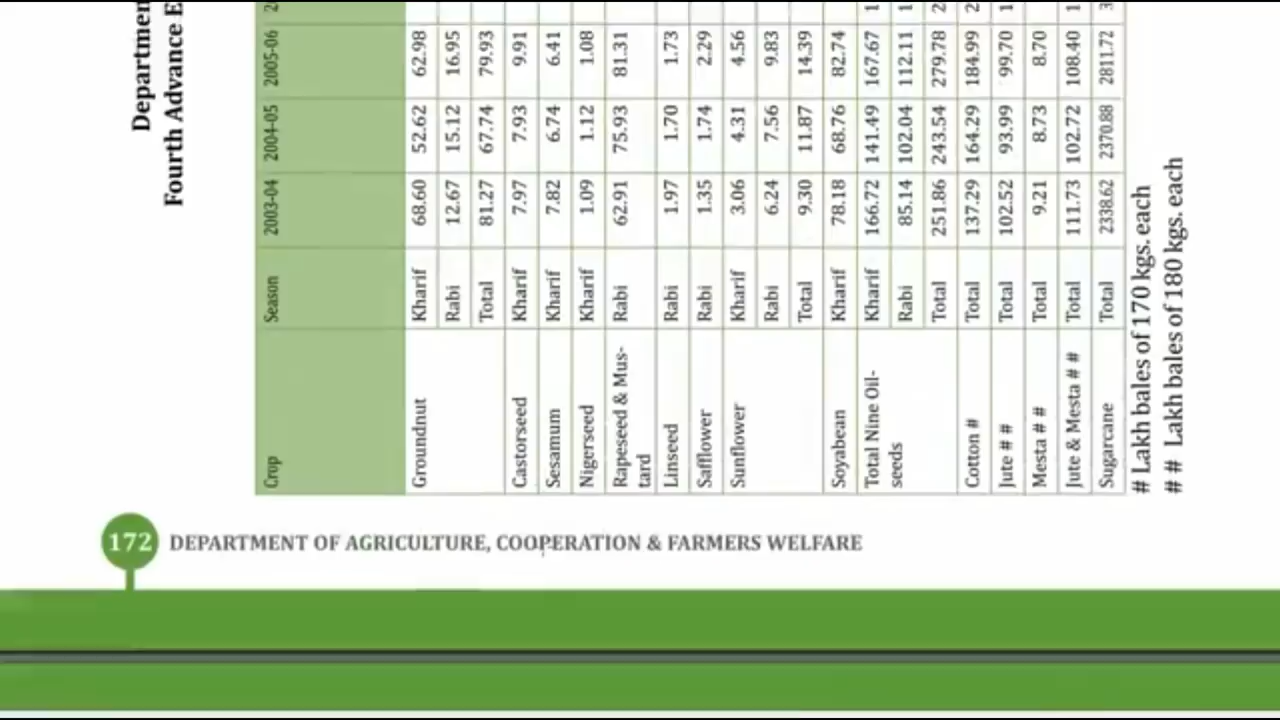 Departmen
Fourth Advance E
Crop Season 2003-04 2004-05 2005-06
Groundnut Kharif 68.60 52.62 62.98
Rabi 12.67 15.12 16.95
Total 81.27 67.74 79.93
Castorseed Kharif 7.97 7.93 9.91
Sesamum Kharif 7.82 6.74 6.41
Nigerseed Kharif 1.09 1.12 1.08
Rapeseed & Mus-
tard Rabi 62.91 75.93 81.31
Linseed Rabi 1.97 1.70 1.73
Safflower Rabi 1.35 1.74 2.29
Sunflower Kharif 3.06 4.31 4.56
Rabi 6.24 7.56 9.83
Total 9.30 11.87 14.39
Soyabean Kharif 78.18 68.76 82.74
Total Nine Oil-
seeds Kharif 166.72 141.49 167.67
Rabi 85.14 102.04 112.11
Total 251.86 243.54 279.78
Cotton # Total 137.29 164.29 184.99
Jute # # Total 102.52 93.99 99.70
Mesta # # Total 9.21 8.73 8.70
Jute & Mesta # # Total 111.73 102.72 108.40
Sugarcane Total 2338.62 2370.88 2811.72
# Lakh bales of 170 kgs. each
# # Lakh bales of 180 kgs. each
172 DEPARTMENT OF AGRICULTURE, COOPERATION & FARMERS WELFARE